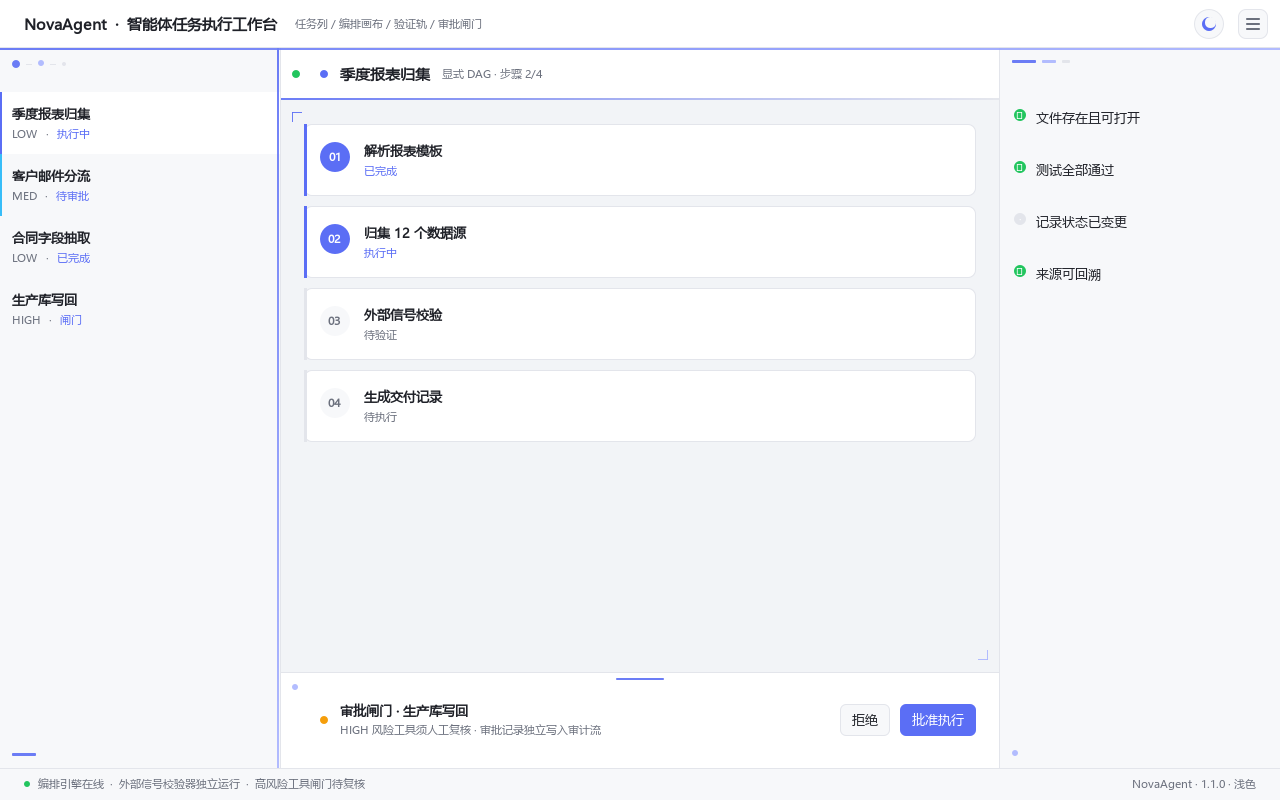 NovaAgent · 智能体任务执行工作台
任务列 / 编排画布 / 验证轨 / 审批闸门
季度报表归集
LOW · 执行中
客户邮件分流
MED · 待审批
合同字段抽取
LOW · 已完成
生产库写回
HIGH · 闸门
季度报表归集 显式 DAG · 步骤 2/4
01
解析报表模板
已完成
02
归集 12 个数据源
执行中
03
外部信号校验
待验证
04
生成交付记录
待执行
审批闸门 · 生产库写回
HIGH 风险工具须人工复核 · 审批记录独立写入审计流
拒绝
批准执行
文件存在且可打开
测试全部通过
记录状态已变更
来源可回溯
编排引擎在线 · 外部信号校验器独立运行 · 高风险工具闸门待复核
NovaAgent · 1.1.0 · 浅色